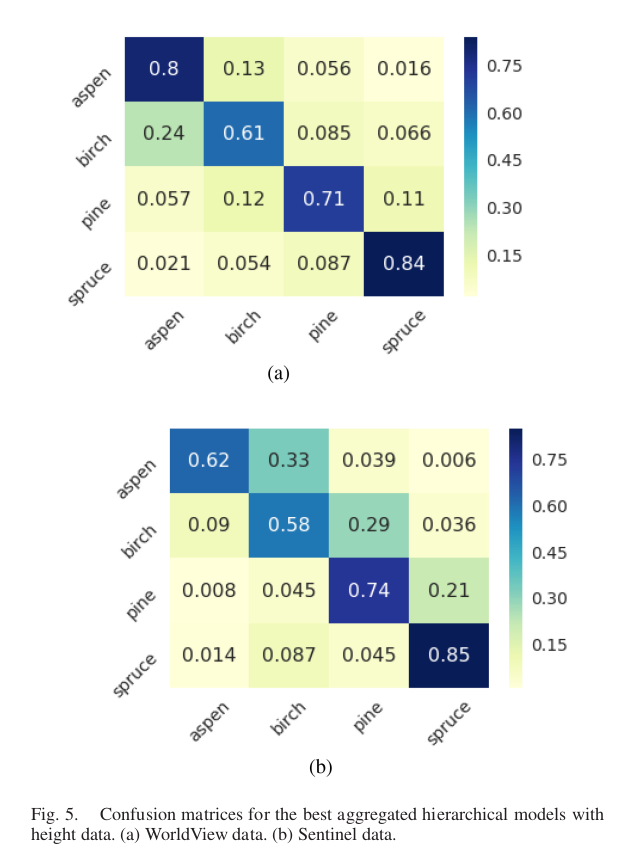 aspen 0.8 0.13 0.056 0.016
birch 0.24 0.61 0.085 0.066
pine 0.057 0.12 0.71 0.11
spruce 0.021 0.054 0.087 0.84
aspen birch pine spruce
0.75
0.60
0.45
0.30
0.15
(a)
aspen 0.62 0.33 0.039 0.006
birch 0.09 0.58 0.29 0.036
pine 0.008 0.045 0.74 0.21
spruce 0.014 0.087 0.045 0.85
aspen birch pine spruce
0.75
0.60
0.45
0.30
0.15
(b)
Fig. 5. Confusion matrices for the best aggregated hierarchical models with
height data. (a) WorldView data. (b) Sentinel data.